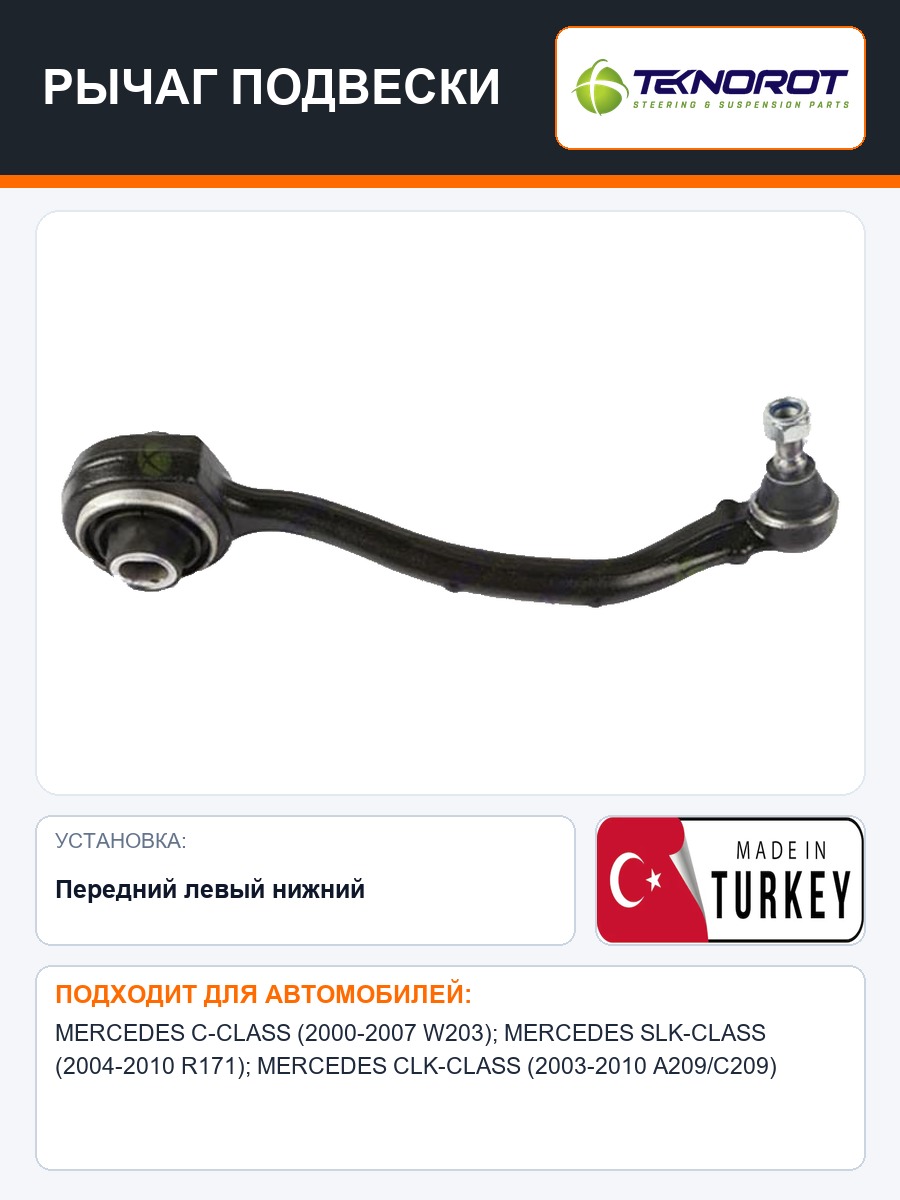 РЫЧАГ ПОДВЕСКИ
TEKNOROT
STEERING & SUSPENSION PARTS
УСТАНОВКА:
Передний левый нижний
MADE IN
TURKEY
ПОДХОДИТ ДЛЯ АВТОМОБИЛЕЙ:
MERCEDES C-CLASS (2000-2007 W203); MERCEDES SLK-CLASS
(2004-2010 R171); MERCEDES CLK-CLASS (2003-2010 A209/C209)